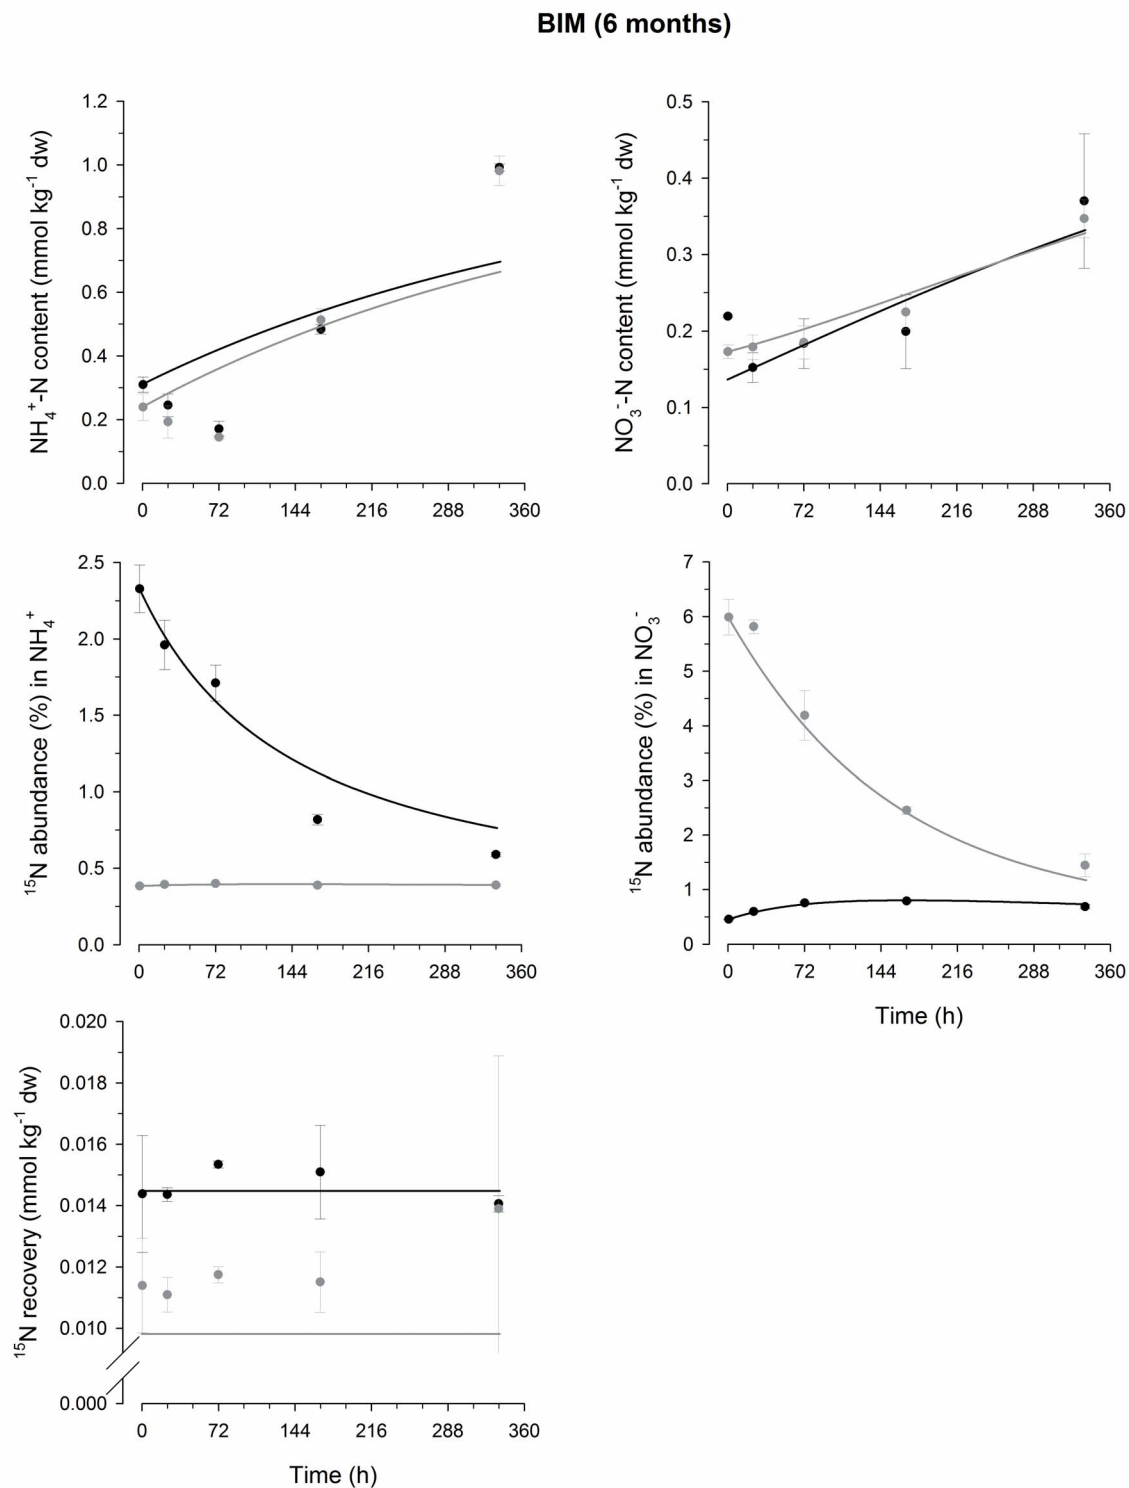 BIM (6 months)
NH₄⁺-N content (mmol kg⁻¹ dw)
1.2
1.0
0.8
0.6
0.4
0.2
0.0
0 72 144 216 288 360
NO₃⁻-N content (mmol kg⁻¹ dw)
0.5
0.4
0.3
0.2
0.1
0.0
0 72 144 216 288 360
¹⁵N abundance (%) in NH₄⁺
2.5
2.0
1.5
1.0
0.5
0.0
0 72 144 216 288 360
¹⁵N abundance (%) in NO₃⁻
7
6
5
4
3
2
1
0
0 72 144 216 288 360
Time (h)
¹⁵N recovery (mmol kg⁻¹ dw)
0.020
0.018
0.016
0.014
0.012
0.010
0.000
0 72 144 216 288 360
Time (h)